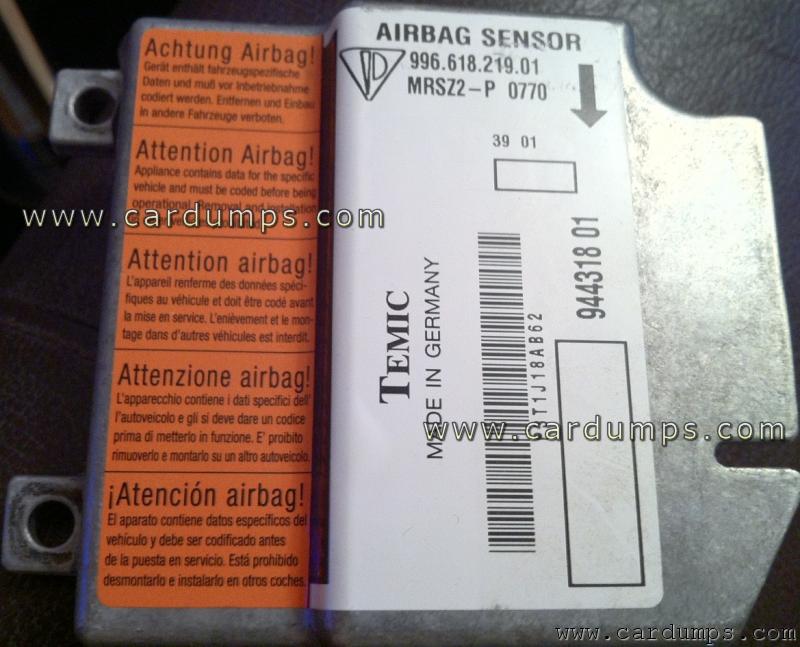 Achtung Airbag!
Gerät enthält fahrzeugspezifische
Daten und muß vor Inbetriebnahme
codiert werden. Entfernen und Einbau
in andere Fahrzeuge verboten.
Attention Airbag!
Appliance contains data for the specific
vehicle and must be coded before being
operational. Removal and installation
Attention airbag!
L'appareil renferme des données spéci-
fiques au véhicule et doit être codé avant
la mise en service. L'enièvement et le mon-
tage dans d'autres véhicules est interdit.
Attenzione airbag!
L'apparecchio contiene i dati specifici dell'
l'autoveicolo e gli si deve dare un codice
prima di metterlo in funzione. E' proibito
rimuoverlo e montarlo su un altro autoveicolo.
¡Atención airbag!
El aparato contiene datos específicos del
vehículo y debe ser codificado antes
de la puesta en servicio. Está prohibido
desmontarlo e instalarlo en otros coches.
AIRBAG SENSOR
996.618.219.01
MRSZ2-P 0770
39 01
TEMIC
MADE IN GERMANY
944318 01
www.cardumps.com
www.cardumps.com
www.cardumps.com